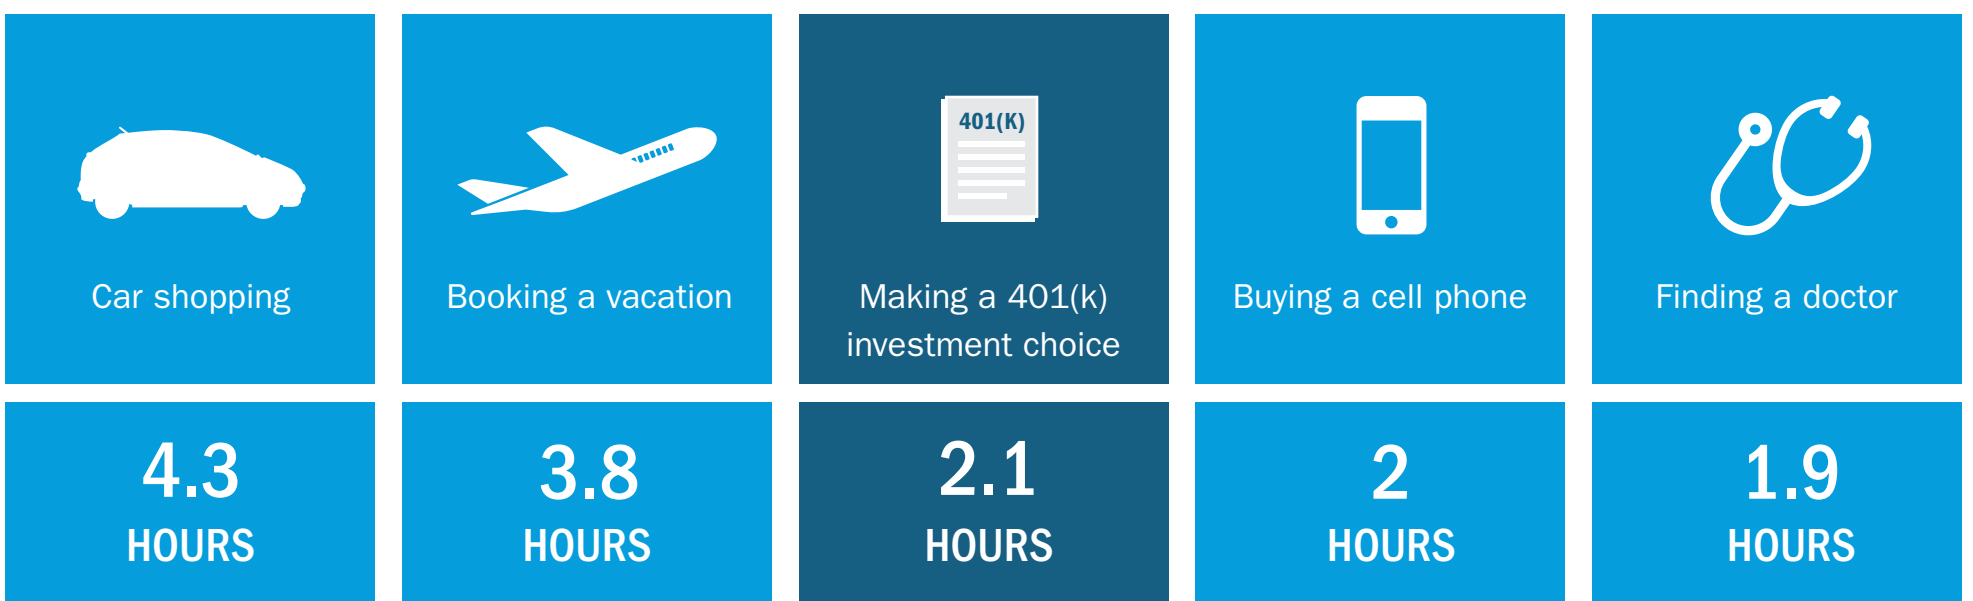 401(K)
Car shopping
Booking a vacation
Making a 401(k)
investment choice
Buying a cell phone
Finding a doctor
4.3
HOURS
3.8
HOURS
2.1
HOURS
2
HOURS
1.9
HOURS